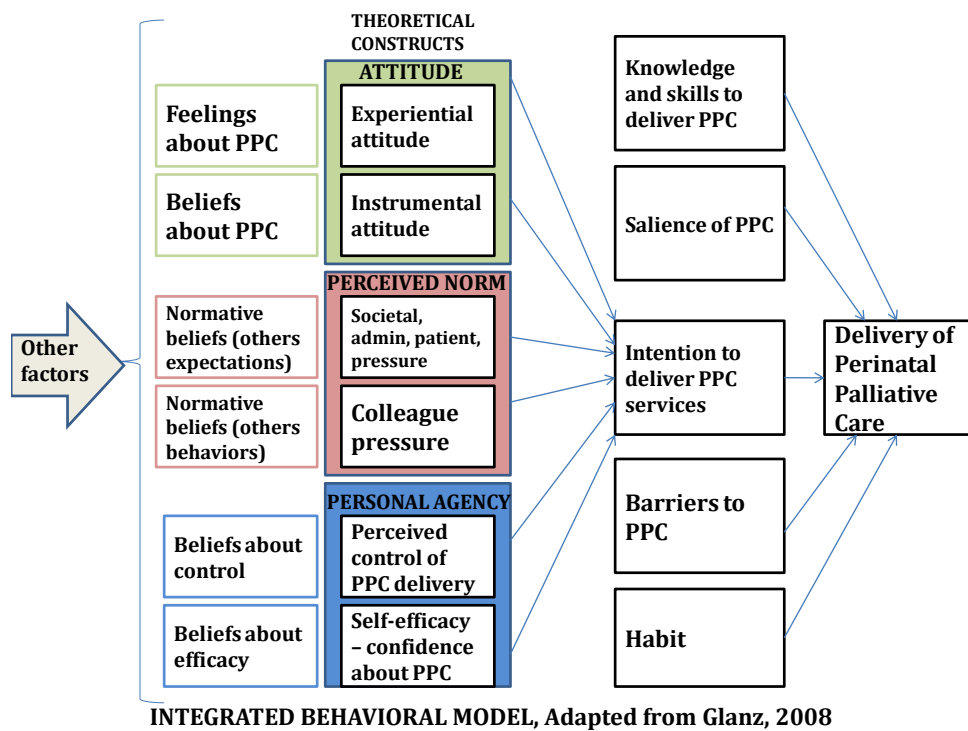 THEORETICAL
CONSTRUCTS
ATTITUDE
Feelings
about PPC
Experiential
attitude
Beliefs
about PPC
Instrumental
attitude
PERCEIVED NORM
Normative
beliefs (others
expectations)
Societal,
admin, patient,
pressure
Normative
beliefs (others
behaviors)
Colleague
pressure
PERSONAL AGENCY
Beliefs about
control
Perceived
control of
PPC delivery
Beliefs about
efficacy
Self-efficacy
– confidence
about PPC
Other
factors
Knowledge
and skills to
deliver PPC
Salience of PPC
Intention to
deliver PPC
services
Barriers to
PPC
Habit
Delivery of
Perinatal
Palliative
Care
INTEGRATED BEHAVIORAL MODEL, Adapted from Glanz, 2008